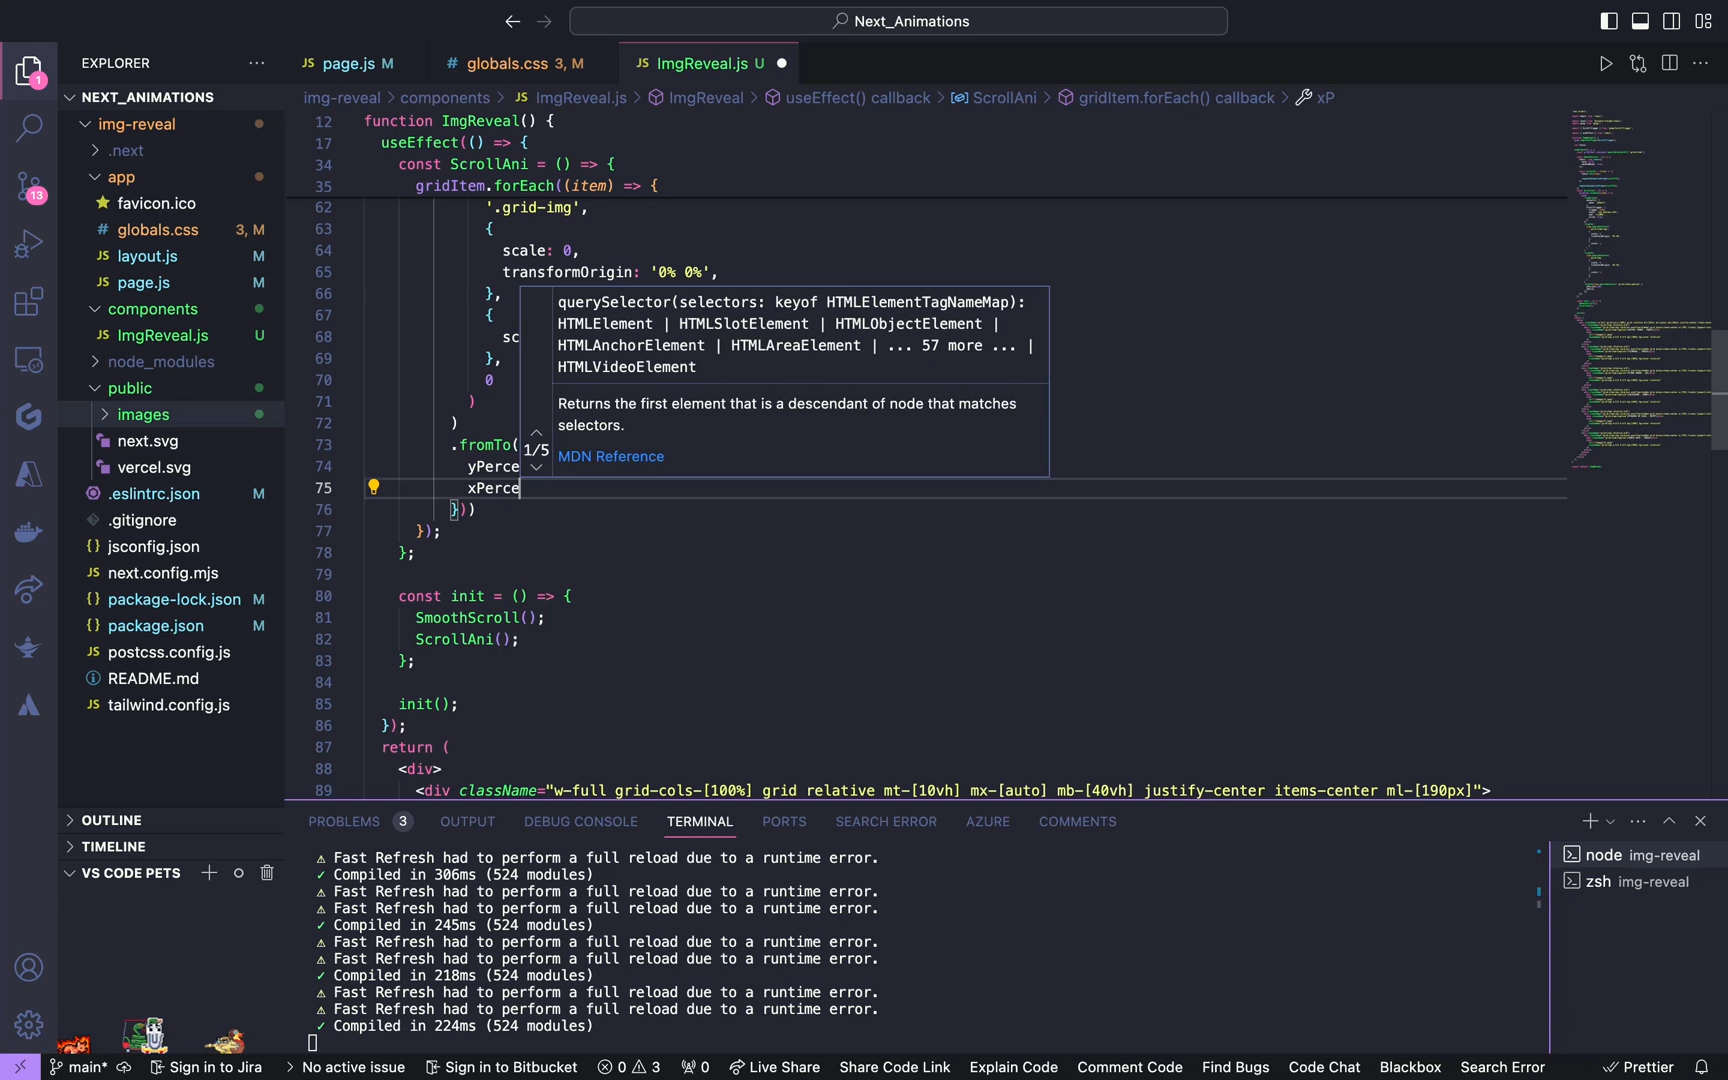 Next_Animations
EXPLORER
NEXT_ANIMATIONS
img-reveal
.next
app
favicon.ico
globals.css 3, M
layout.js M
page.js M
components
ImgReveal.js U
node_modules
public
images
next.svg
vercel.svg
.eslintrc.json M
.gitignore
jsconfig.json
next.config.mjs
package-lock.json M
package.json M
postcss.config.js
README.md
tailwind.config.js
OUTLINE
TIMELINE
VS CODE PETS
1
13
JS page.js M
# globals.css 3, M
JS ImgReveal.js U
img-reveal > components > JS ImgReveal.js > ImgReveal > useEffect() callback > ScrollAni > gridItem.forEach() callback > xP
12 function ImgReveal() {
17 useEffect(() => {
34 const ScrollAni = () => {
35 gridItem.forEach((item) => {
62 '.grid-img',
63 {
64 scale: 0,
65 transformOrigin: '0% 0%',
66 },
67 {
68 sc
69 },
70 0
71 )
72 )
73 .fromTo(
74 yPerce
75 xPerce
76 }))
77 });
78 };
79
80 const init = () => {
81 SmoothScroll();
82 ScrollAni();
83 };
84
85 init();
86 });
87 return (
88 <div>
89 <div className="w-full grid-cols-[100%] grid relative mt-[10vh] mx-[auto] mb-[40vh] justify-center items-center ml-[190px]">
querySelector(selectors: keyof HTMLElementTagNameMap):
HTMLElement | HTMLSlotElement | HTMLObjectElement |
HTMLAnchorElement | HTMLAreaElement | ... 57 more ... |
HTMLVideoElement
Returns the first element that is a descendant of node that matches
selectors.
1/5
MDN Reference
PROBLEMS 3 OUTPUT DEBUG CONSOLE TERMINAL PORTS SEARCH ERROR AZURE COMMENTS
⚠ Fast Refresh had to perform a full reload due to a runtime error.
✓ Compiled in 306ms (524 modules)
⚠ Fast Refresh had to perform a full reload due to a runtime error.
⚠ Fast Refresh had to perform a full reload due to a runtime error.
✓ Compiled in 245ms (524 modules)
⚠ Fast Refresh had to perform a full reload due to a runtime error.
⚠ Fast Refresh had to perform a full reload due to a runtime error.
✓ Compiled in 218ms (524 modules)
⚠ Fast Refresh had to perform a full reload due to a runtime error.
⚠ Fast Refresh had to perform a full reload due to a runtime error.
✓ Compiled in 224ms (524 modules)
node img-reveal
zsh img-reveal
main* Sign in to Jira No active issue Sign in to Bitbucket 0 3 0 Live Share Share Code Link Explain Code Comment Code Find Bugs Code Chat Blackbox Search Error Prettier